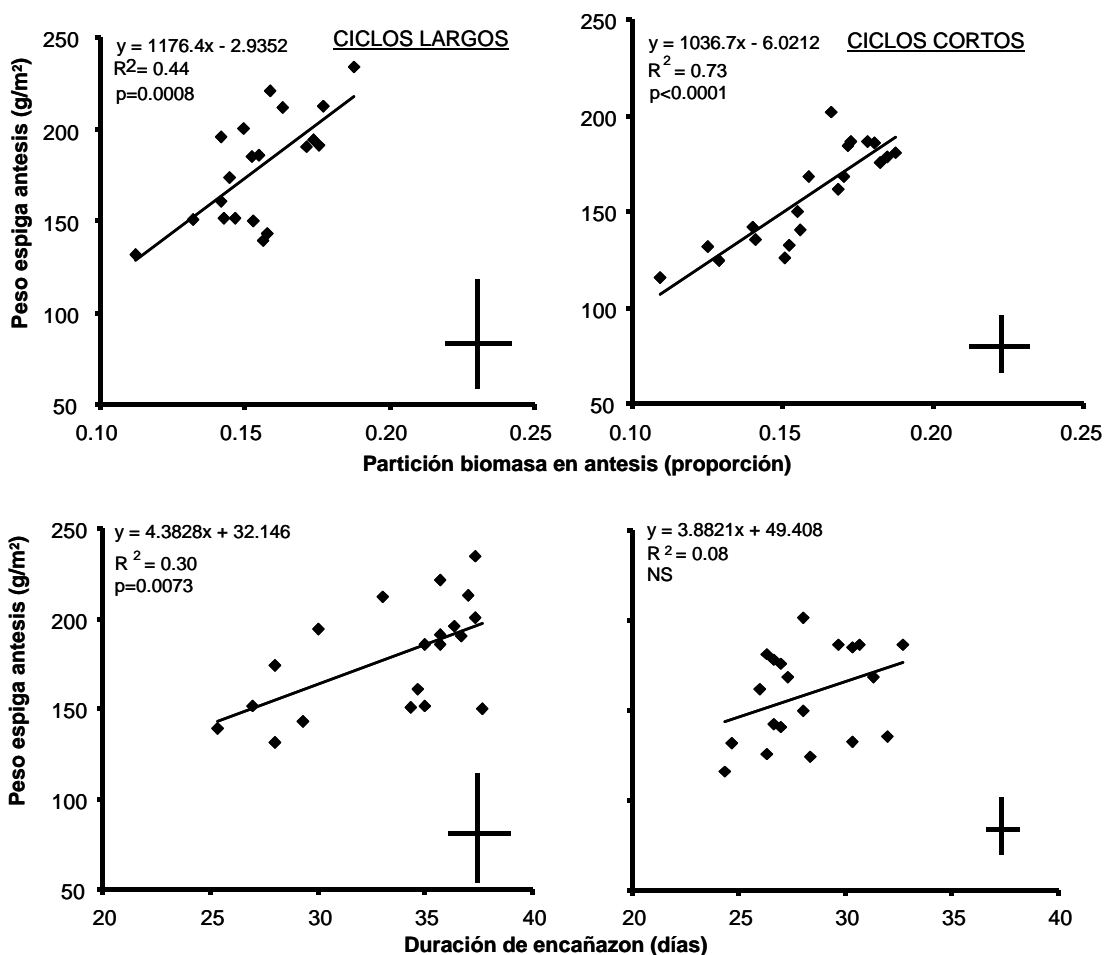 CICLOS LARGOS
y = 1176.4x - 2.9352
R2= 0.44
p=0.0008
Peso espiga antesis (g/m²)
250
200
150
100
50
0.10 0.15 0.20 0.25
CICLOS CORTOS
y = 1036.7x - 6.0212
R 2 = 0.73
p<0.0001
250
200
150
100
50
0.10 0.15 0.20 0.25
Partición biomasa en antesis (proporción)
y = 4.3828x + 32.146
R 2 = 0.30
p=0.0073
Peso espiga antesis (g/m²)
250
200
150
100
50
20 25 30 35 40
y = 3.8821x + 49.408
R 2 = 0.08
NS
20 25 30 35 40
Duración de encañazon (días)